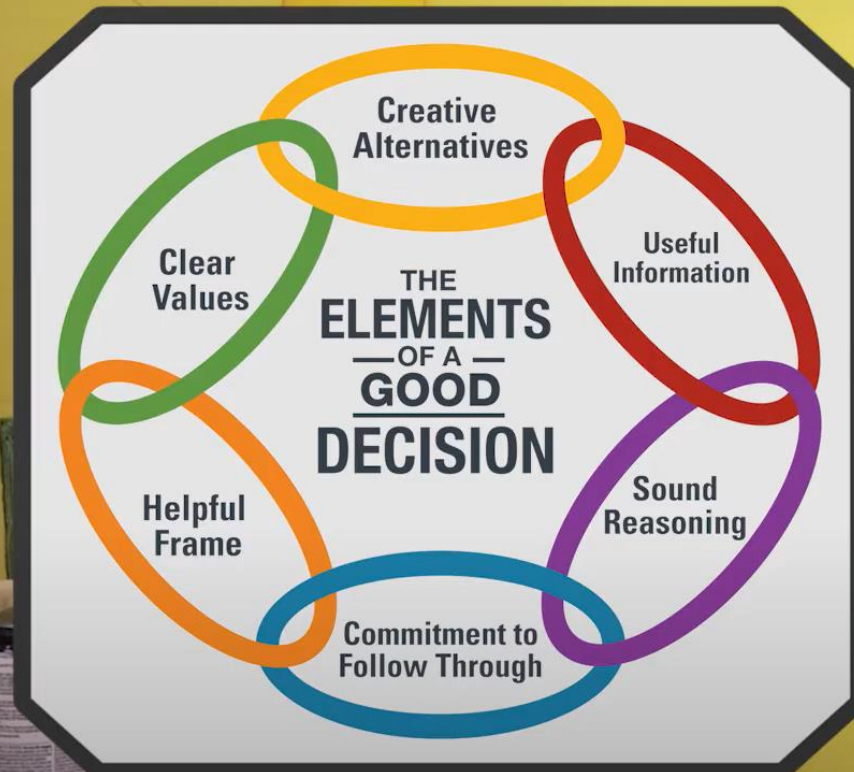 Creative
Alternatives
Useful
Information
Clear
Values
THE
ELEMENTS
OF A
GOOD
DECISION
Sound
Reasoning
Helpful
Frame
Commitment to
Follow Through